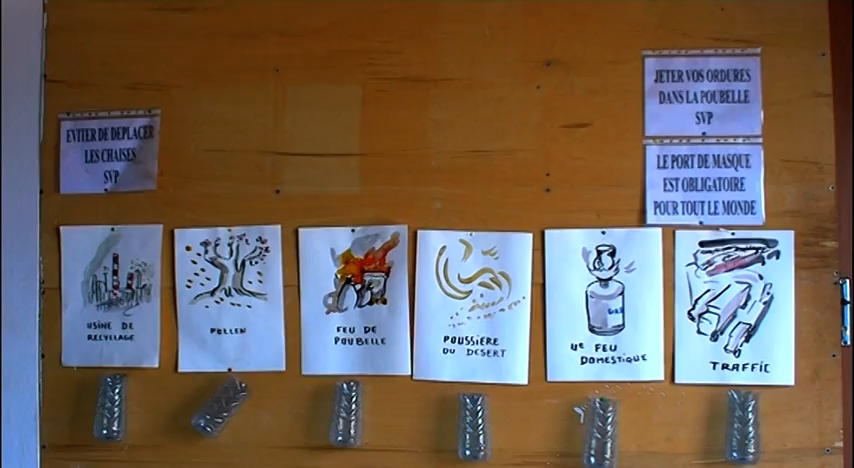 EVITER DE DEPLACER
LES CHAISES
SVP
JETER VOS ORDURES
DANS LA POUBELLE
SVP
LE PORT DE MASQUE
EST OBLIGATOIRE
POUR TOUT LE MONDE
USINE DE
RECYCLAGE
POLLEN
FEU DE
POUBELLE
POUSSIERE
DU DESERT
LE FEU
DOMESTIQUE
TRAFFIC